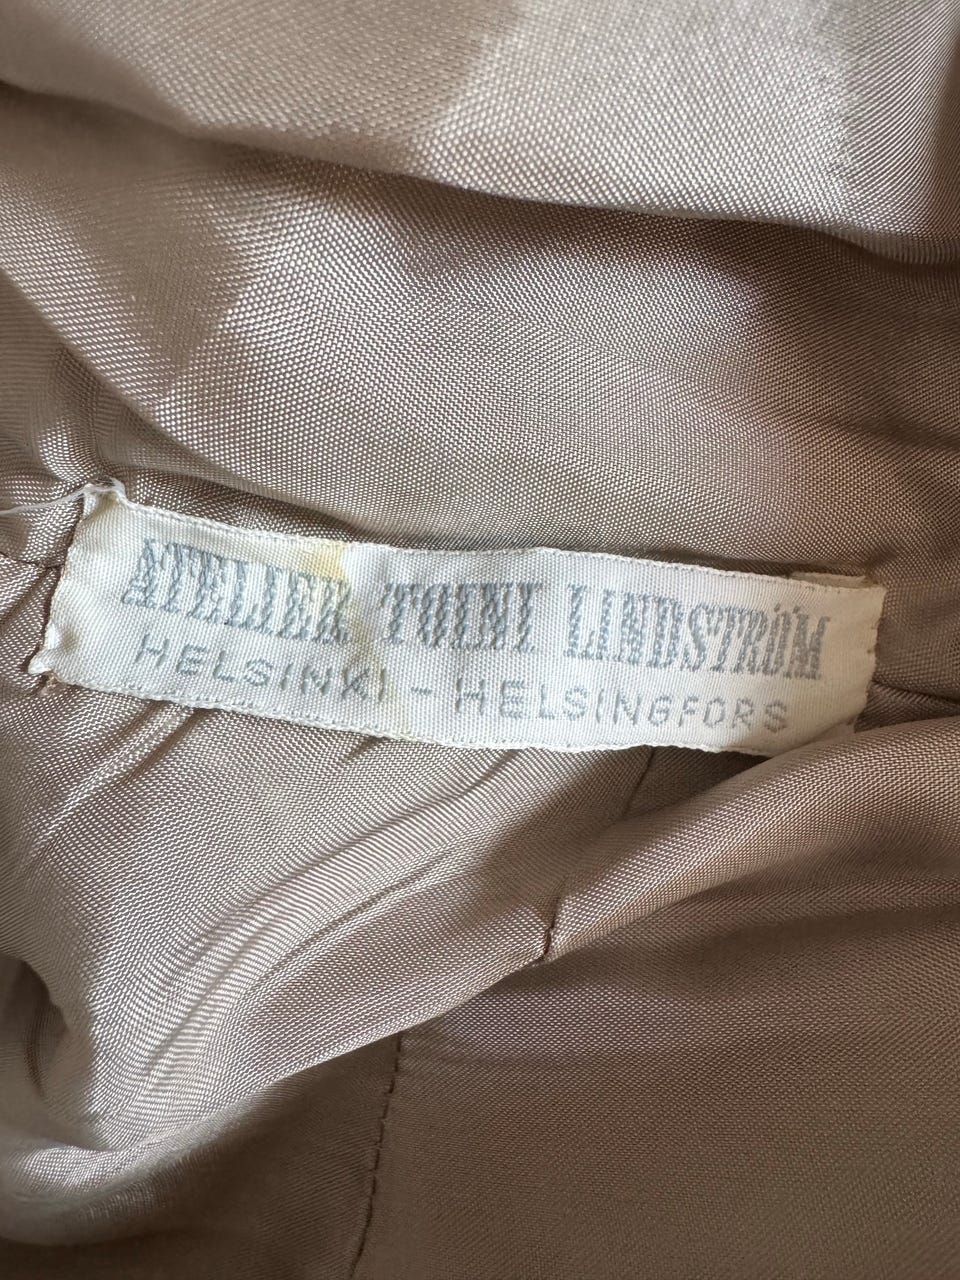 ATELIER TOINI LINDSTRÖM
HELSINKI - HELSINGFORS